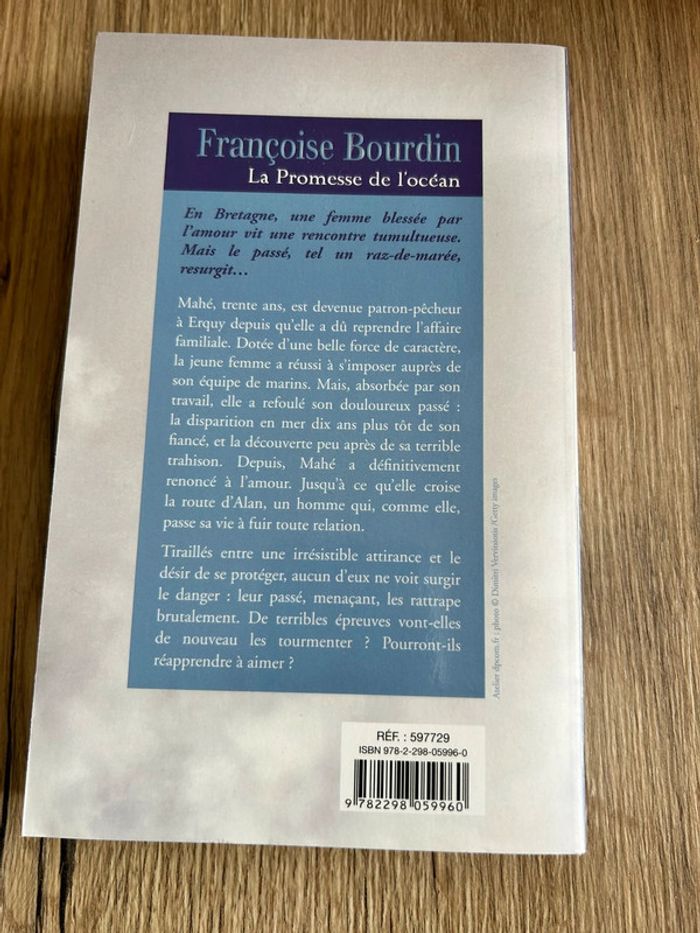 Françoise Bourdin
La Promesse de l'océan
En Bretagne, une femme blessée par
l'amour vit une rencontre tumultueuse.
Mais le passé, tel un raz-de-marée,
resurgit...
Mahé, trente ans, est devenue patron-pêcheur
à Erquy depuis qu'elle a dû reprendre l'affaire
familiale. Dotée d'une belle force de caractère,
la jeune femme a réussi à s'imposer auprès de
son équipe de marins. Mais, absorbée par son
travail, elle a refoulé son douloureux passé :
la disparition en mer dix ans plus tôt de son
fiancé, et la découverte peu après de sa terrible
trahison. Depuis, Mahé a définitivement
renoncé à l'amour. Jusqu'à ce qu'elle croise
la route d'Alan, un homme qui, comme elle,
passe sa vie à fuir toute relation.
Tiraillés entre une irrésistible attirance et le
désir de se protéger, aucun d'eux ne voit surgir
le danger : leur passé, menaçant, les rattrape
brutalement. De terribles épreuves vont-elles
de nouveau les tourmenter ? Pourront-ils
réapprendre à aimer ?
Atelier dpcom.fr ; photo © Dimitri Vervitsiotis /Getty images
RÉF. : 597729
ISBN 978-2-298-05996-0
9 782298 059960